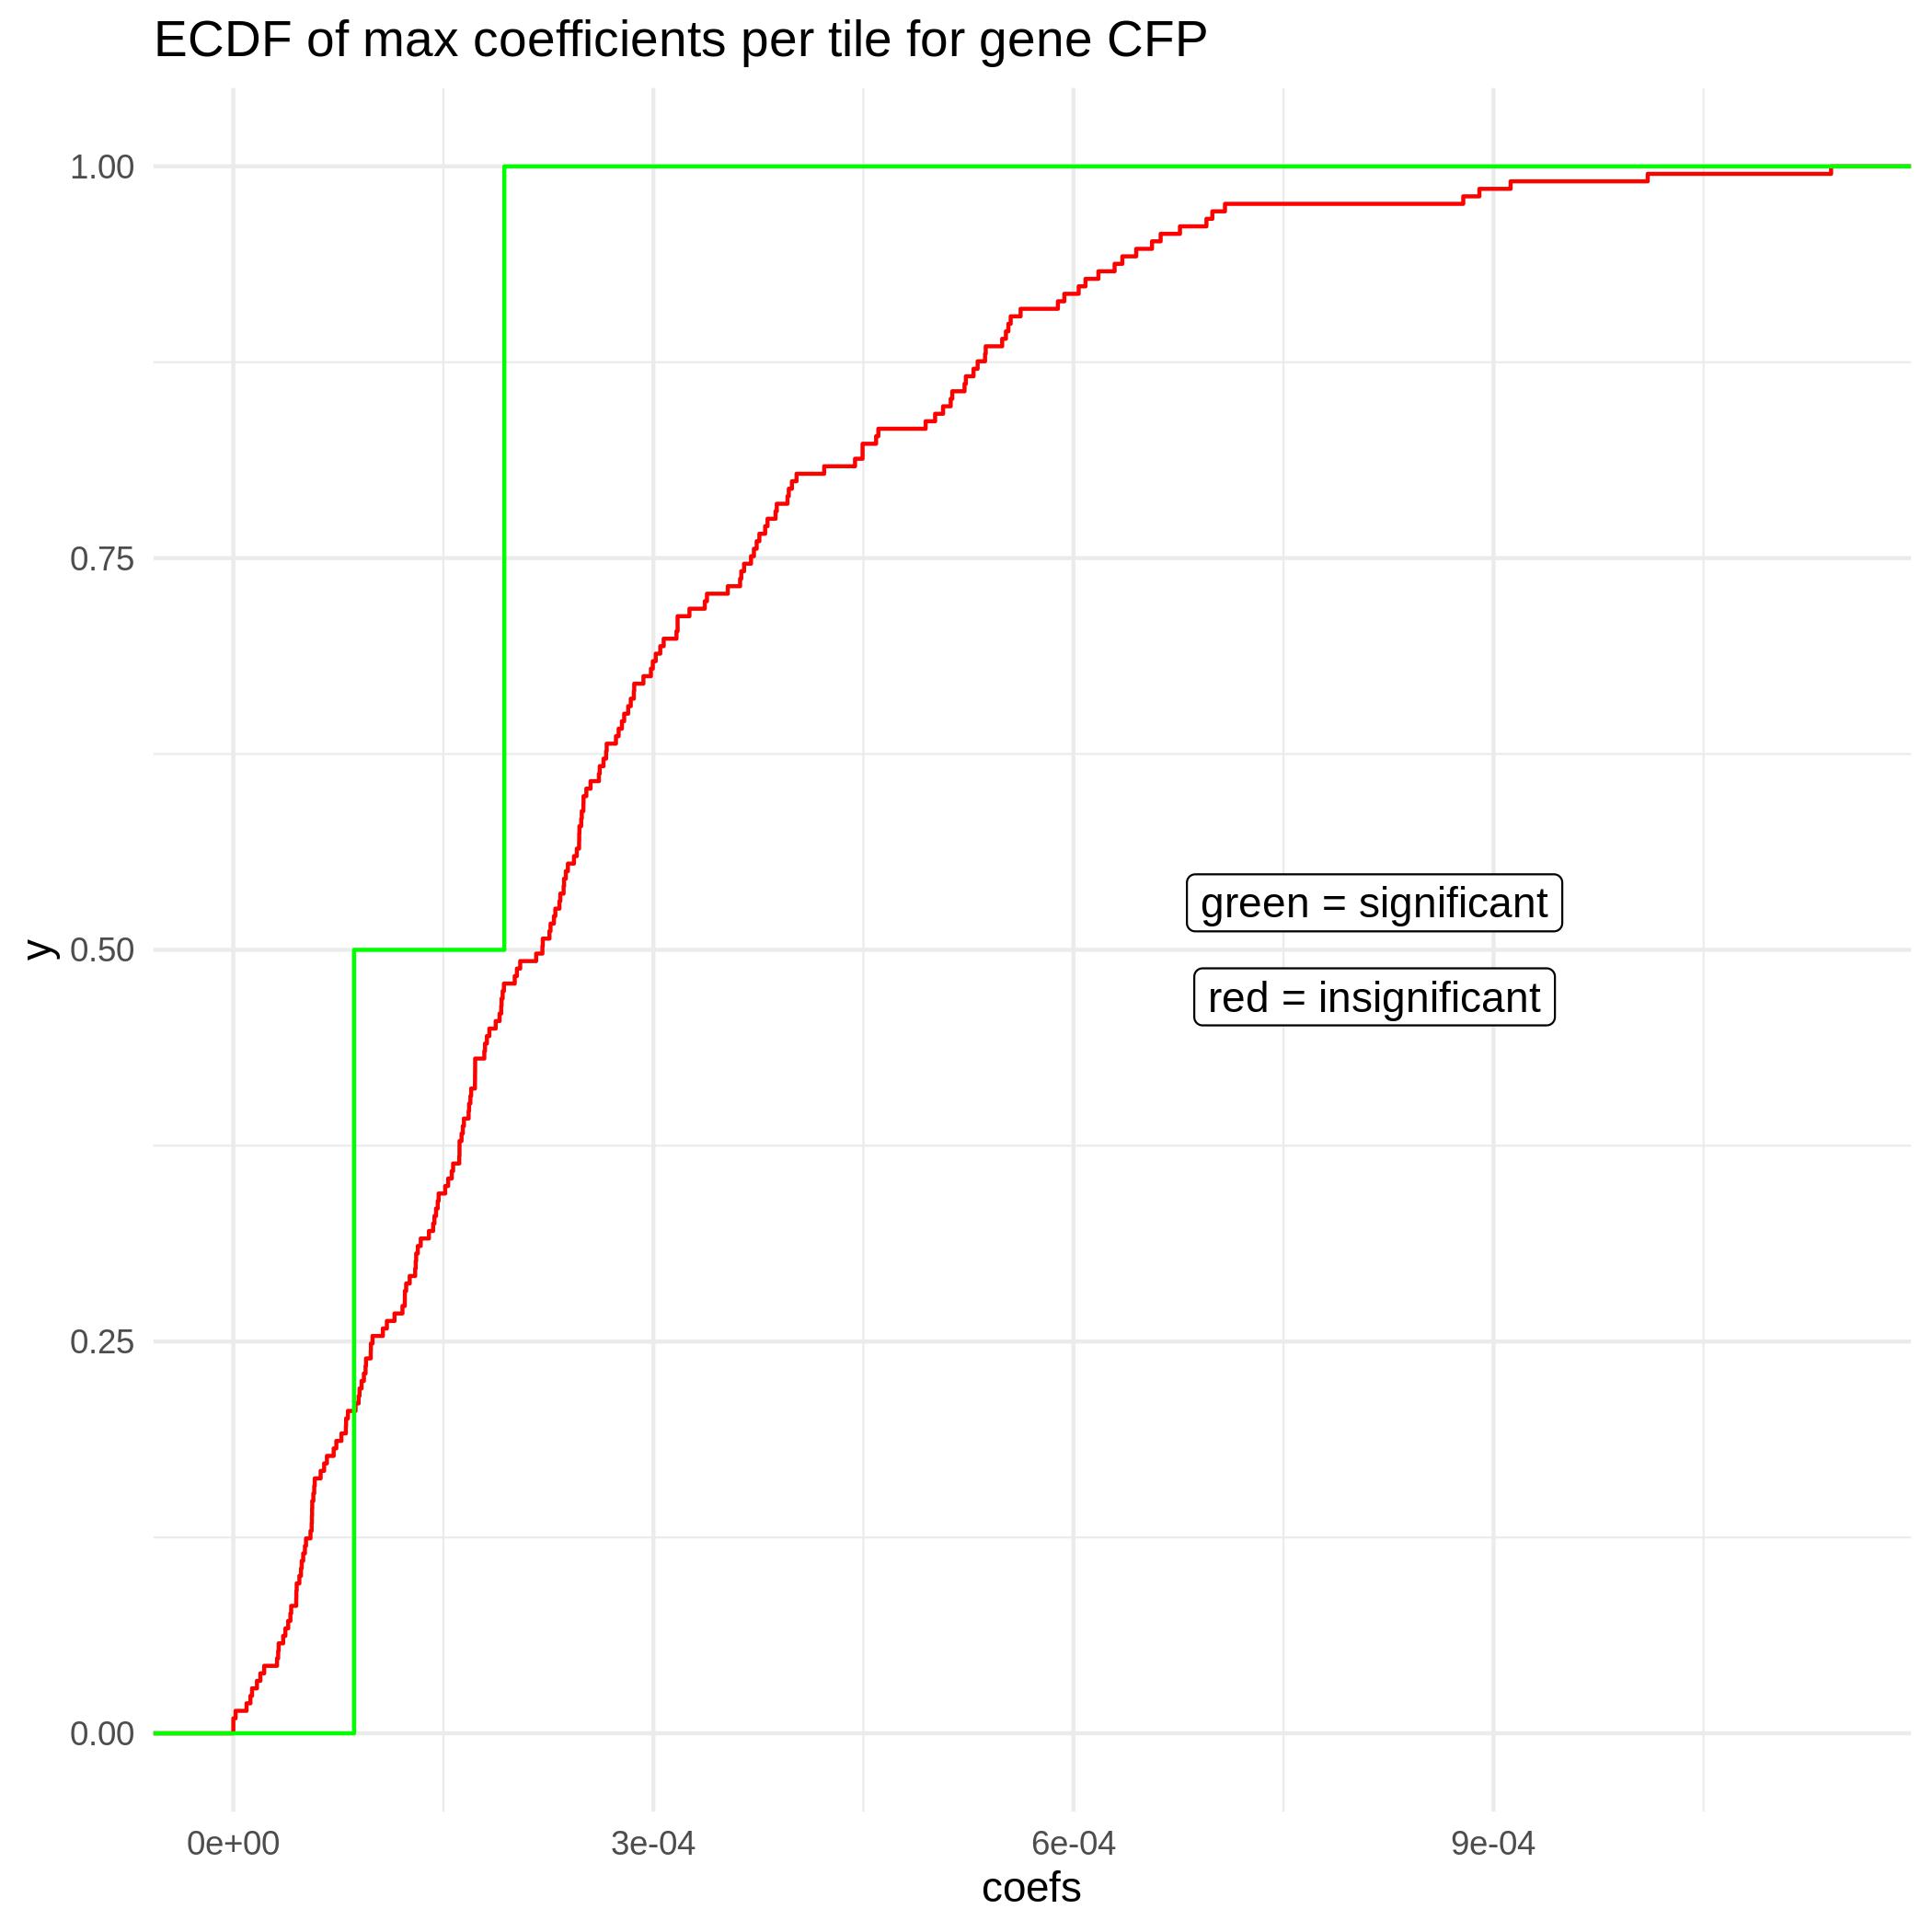 ECDF of max coefficients per tile for gene CFP
1.00
0.75
0.50
0.25
0.00
y
green = significant
red = insignificant
0e+00 3e-04 6e-04 9e-04
coefs